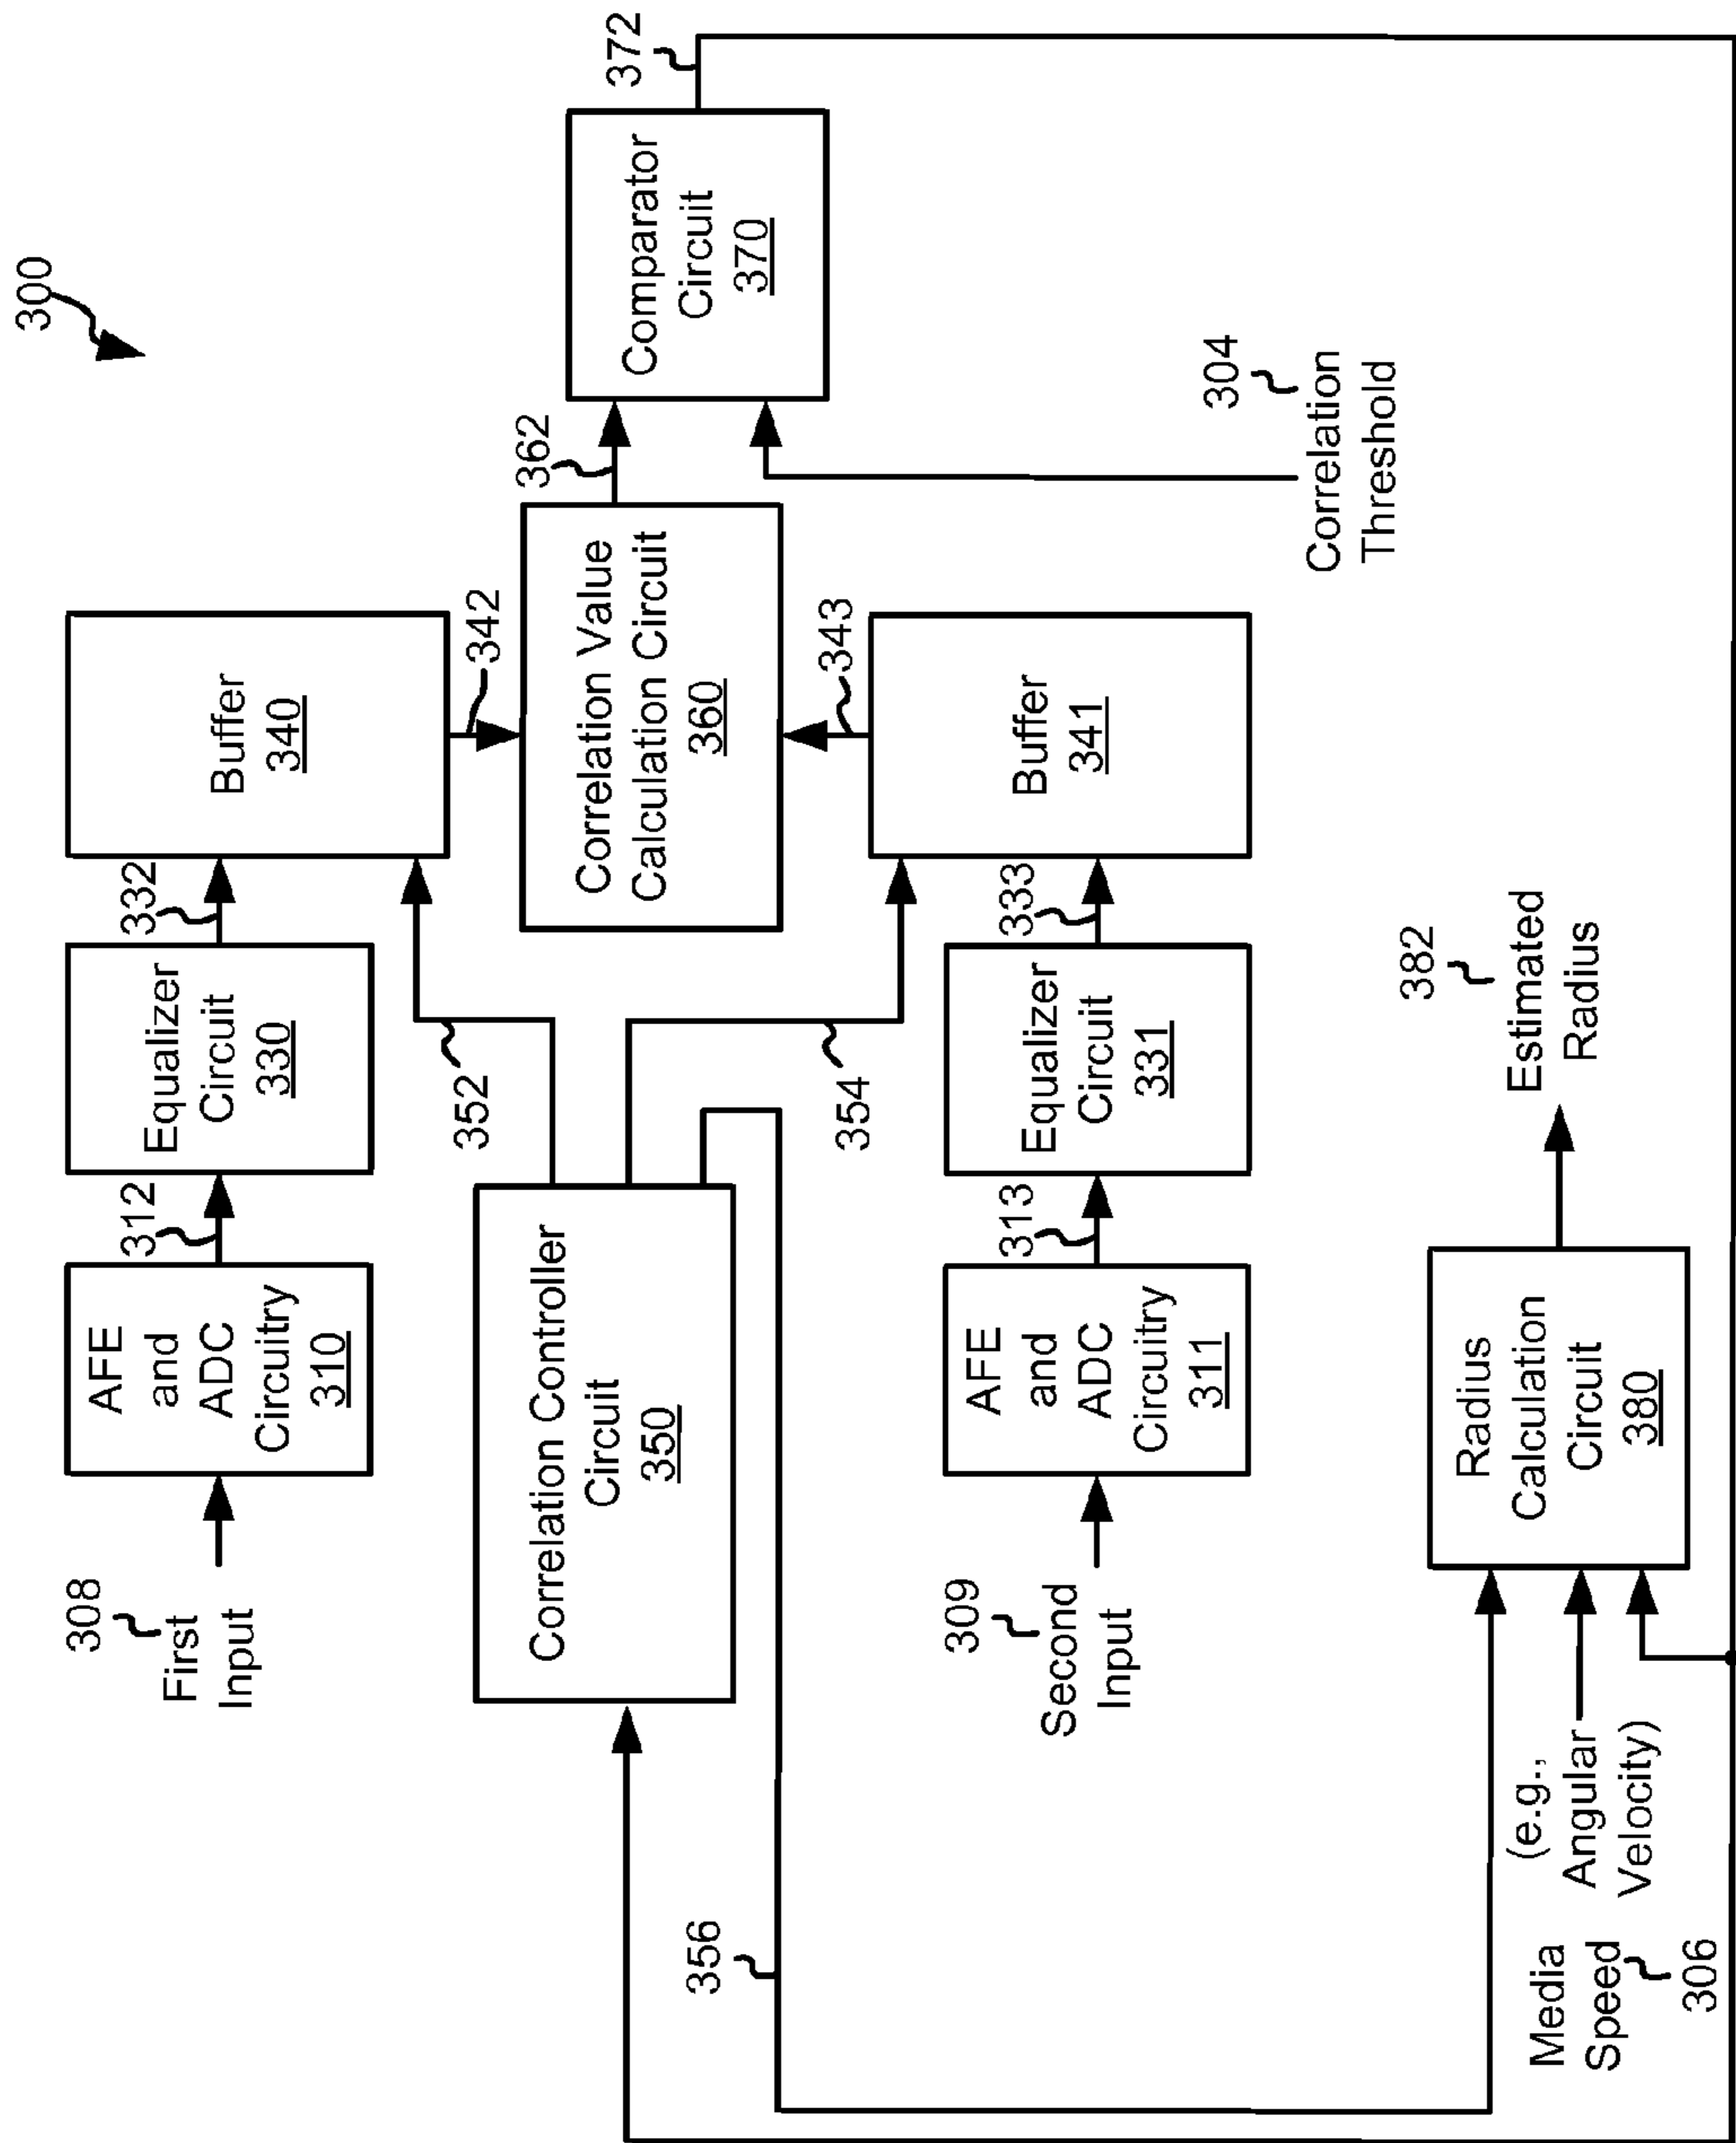 300
308
First
Input
AFE
and
ADC
Circuitry
310
312
Equalizer
Circuit
330
332
Buffer
340
342
352
Correlation Controller
Circuit
350
Correlation Value
Calculation Circuit
360
362
Comparator
Circuit
370
372
356
354
343
309
Second
Input
AFE
and
ADC
Circuitry
311
313
Equalizer
Circuit
331
333
Buffer
341
304
Correlation
Threshold
Media
Speed
306
(e.g.,
Angular
Velocity)
Radius
Calculation
Circuit
380
382
Estimated
Radius